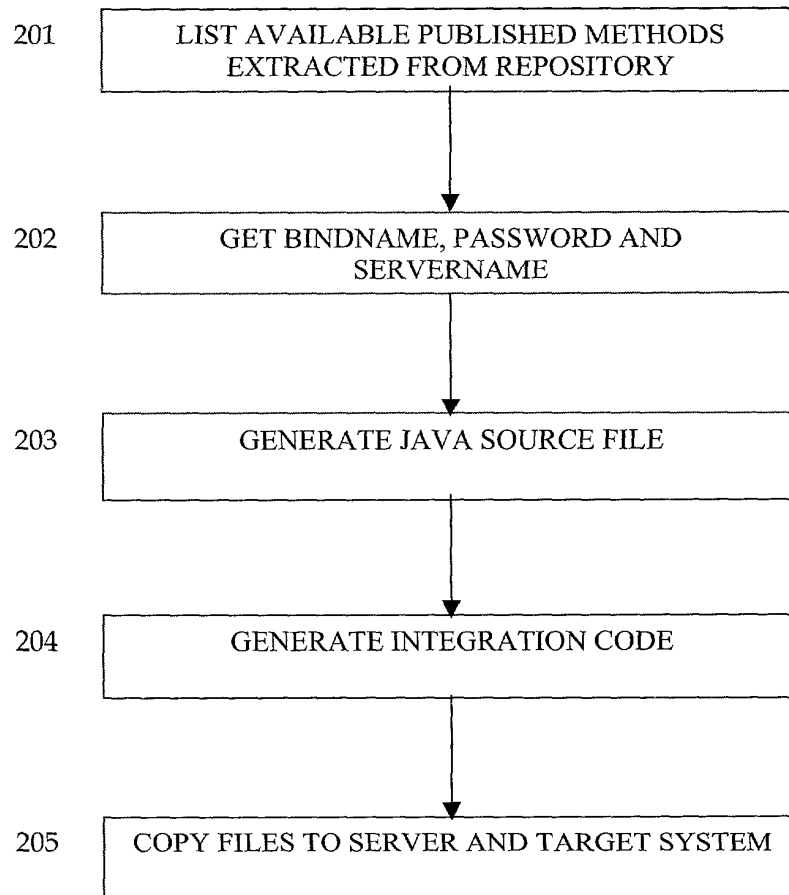 201 LIST AVAILABLE PUBLISHED METHODS
EXTRACTED FROM REPOSITORY
202 GET BINDNAME, PASSWORD AND
SERVERNAME
203 GENERATE JAVA SOURCE FILE
204 GENERATE INTEGRATION CODE
205 COPY FILES TO SERVER AND TARGET SYSTEM